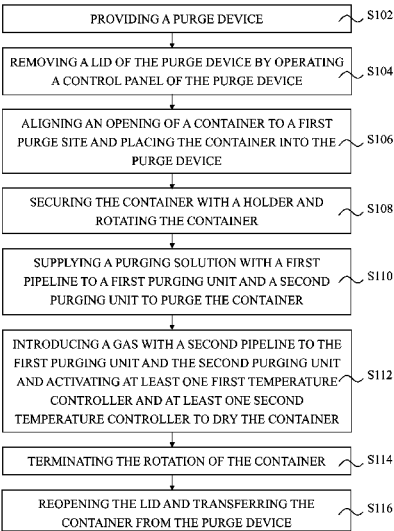 PROVIDING A PURGE DEVICE
S102
REMOVING A LID OF THE PURGE DEVICE BY OPERATING
A CONTROL PANEL OF THE PURGE DEVICE
S104
ALIGNING AN OPENING OF A CONTAINER TO A FIRST
PURGE SITE AND PLACING THE CONTAINER INTO THE
PURGE DEVICE
S106
SECURING THE CONTAINER WITH A HOLDER AND
ROTATING THE CONTAINER
S108
SUPPLYING A PURGING SOLUTION WITH A FIRST
PIPELINE TO A FIRST PURGING UNIT AND A SECOND
PURGING UNIT TO PURGE THE CONTAINER
S110
INTRODUCING A GAS WITH A SECOND PIPELINE TO THE
FIRST PURGING UNIT AND THE SECOND PURGING UNIT
AND ACTIVATING AT LEAST ONE FIRST TEMPERATURE
CONTROLLER AND AT LEAST ONE SECOND
TEMPERATURE CONTROLLER TO DRY THE CONTAINER
S112
TERMINATING THE ROTATION OF THE CONTAINER
S114
REOPENING THE LID AND TRANSFERRING THE
CONTAINER FROM THE PURGE DEVICE
S116